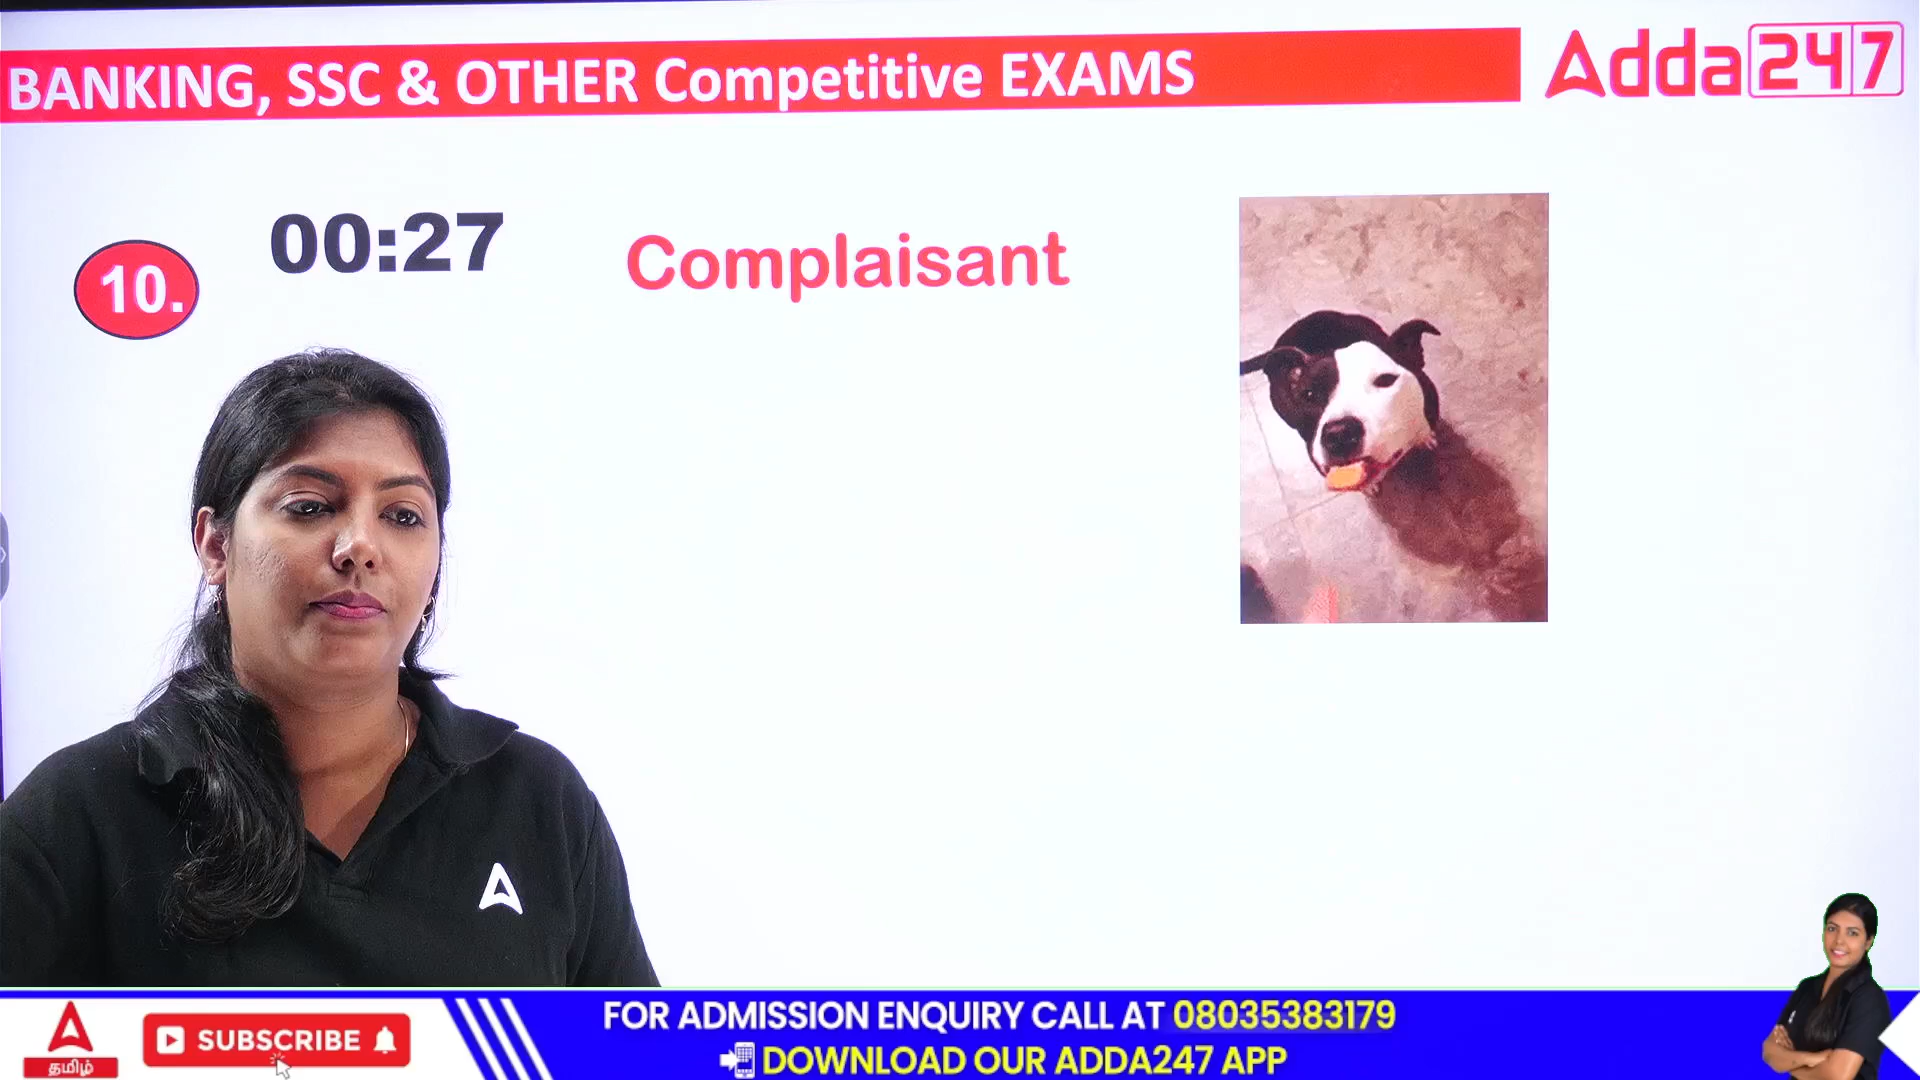 BANKING, SSC & OTHER Competitive EXAMS
Adda247
10.
00:27
Complaisant
தமிழ்
SUBSCRIBE
FOR ADMISSION ENQUIRY CALL AT 08035383179
DOWNLOAD OUR ADDA247 APP